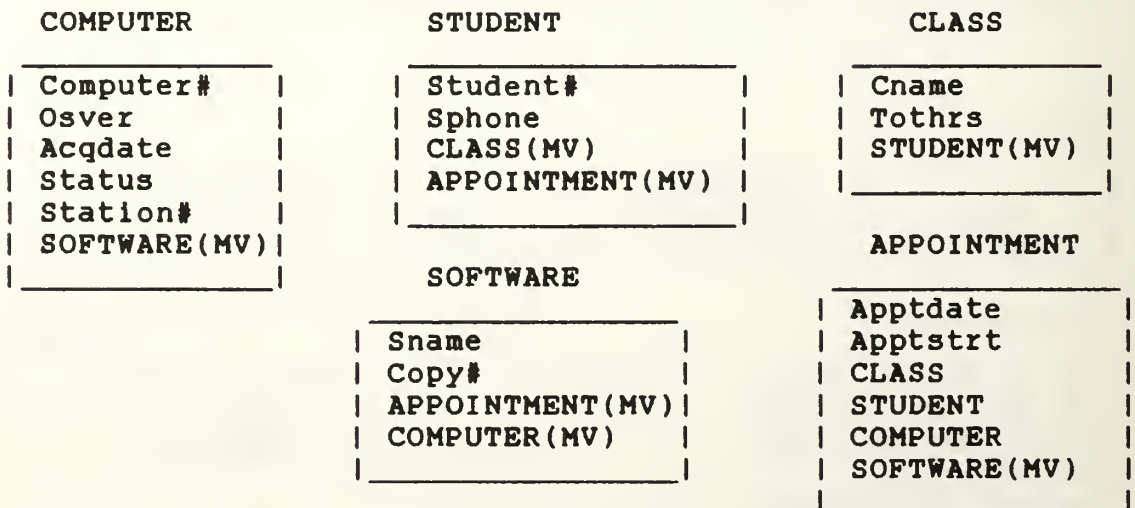 COMPUTER
Computer#
Osver
Acqdate
Status
Station#
SOFTWARE(MV)
STUDENT
Student#
Sphone
CLASS(MV)
APPOINTMENT(MV)
CLASS
Cname
Tothrs
STUDENT(MV)
SOFTWARE
Sname
Copy#
APPOINTMENT(MV)
COMPUTER(MV)
APPOINTMENT
Apptdate
Apptstrt
CLASS
STUDENT
COMPUTER
SOFTWARE(MV)